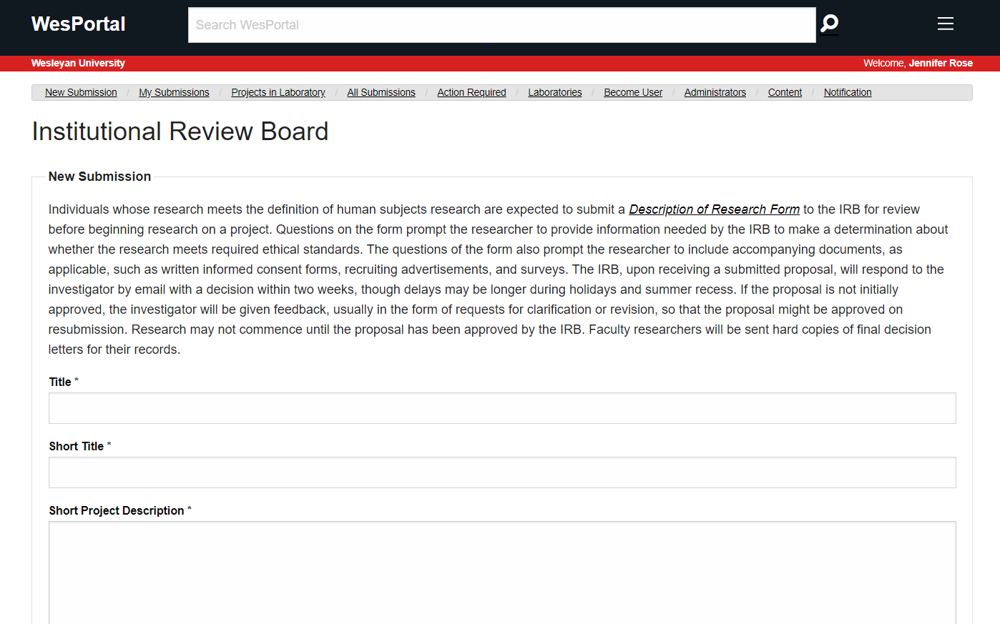 WesPortal
Search WesPortal
Wesleyan University
Welcome, Jennifer Rose
New Submission / My Submissions / Projects in Laboratory / All Submissions / Action Required / Laboratories / Become User / Administrators / Content / Notification
Institutional Review Board
New Submission
Individuals whose research meets the definition of human subjects research are expected to submit a Description of Research Form to the IRB for review
before beginning research on a project. Questions on the form prompt the researcher to provide information needed by the IRB to make a determination about
whether the research meets required ethical standards. The questions of the form also prompt the researcher to include accompanying documents, as
applicable, such as written informed consent forms, recruiting advertisements, and surveys. The IRB, upon receiving a submitted proposal, will respond to the
investigator by email with a decision within two weeks, though delays may be longer during holidays and summer recess. If the proposal is not initially
approved, the investigator will be given feedback, usually in the form of requests for clarification or revision, so that the proposal might be approved on
resubmission. Research may not commence until the proposal has been approved by the IRB. Faculty researchers will be sent hard copies of final decision
letters for their records.
Title *
Short Title *
Short Project Description *